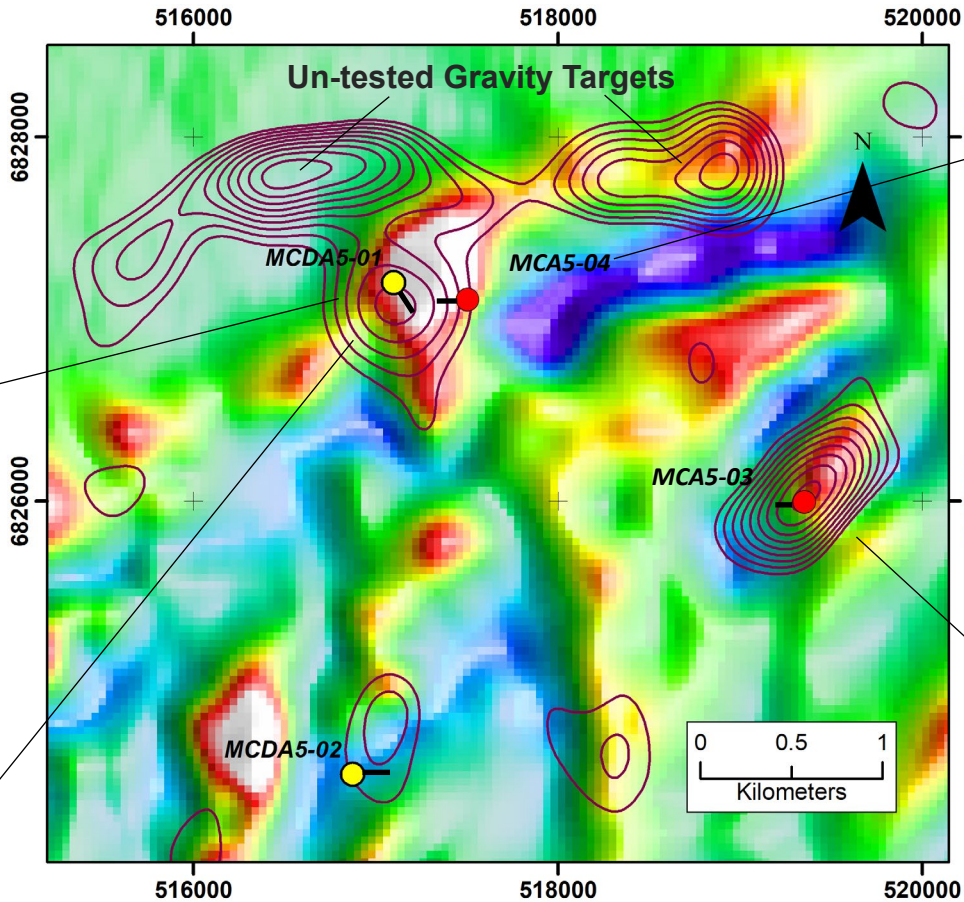 516000 518000 520000
Un-tested Gravity Targets
6828000
N
MCDA5-01
MCA5-04
MCA5-03
6826000
MCDA5-02
0 0.5 1
Kilometers
516000 518000 520000